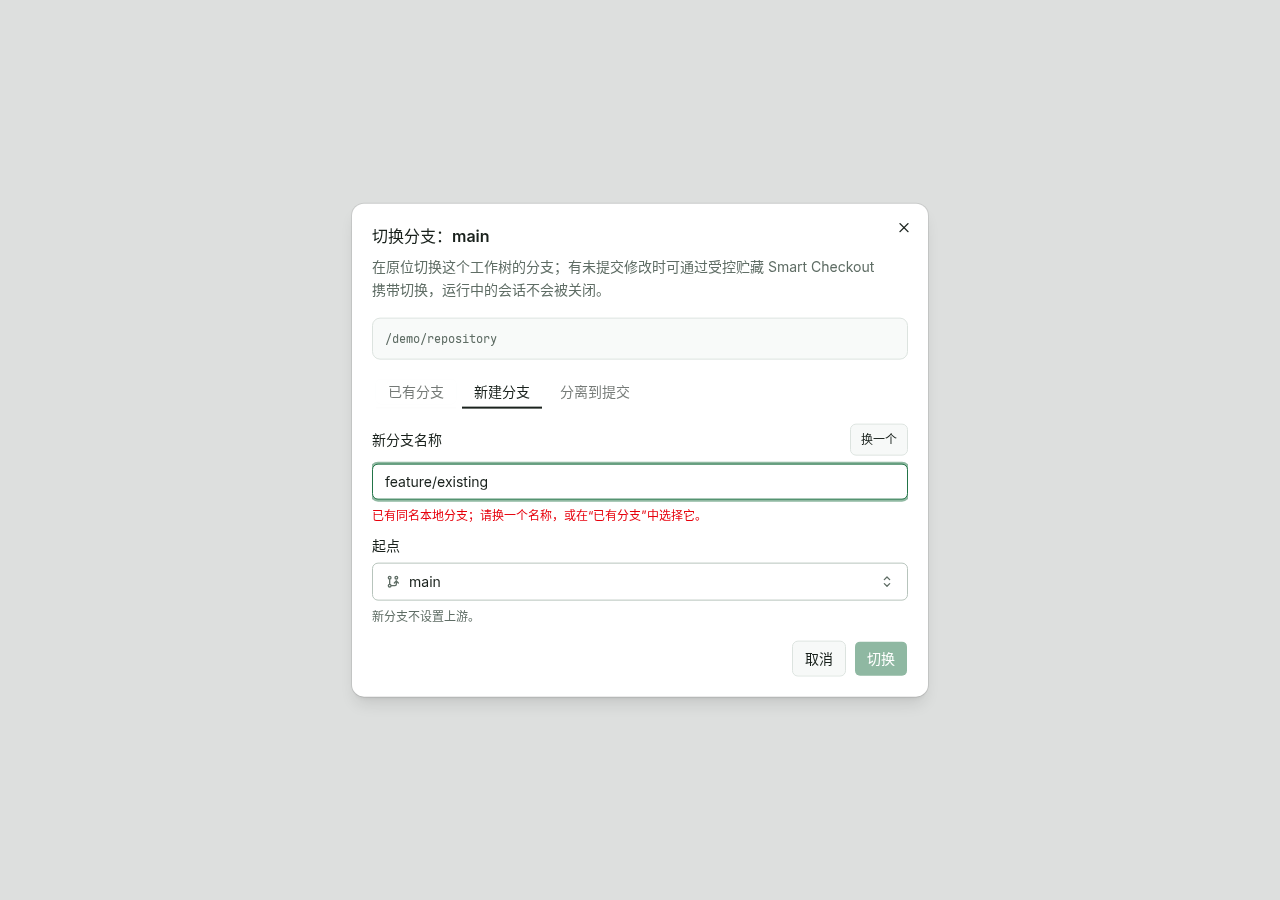 切换分支：main
在原位切换这个工作树的分支；有未提交修改时可通过受控贮藏 Smart Checkout
携带切换，运行中的会话不会被关闭。
/demo/repository
已有分支 新建分支 分离到提交
新分支名称 换一个
feature/existing
已有同名本地分支；请换一个名称，或在“已有分支”中选择它。
起点
main
新分支不设置上游。
取消 切换